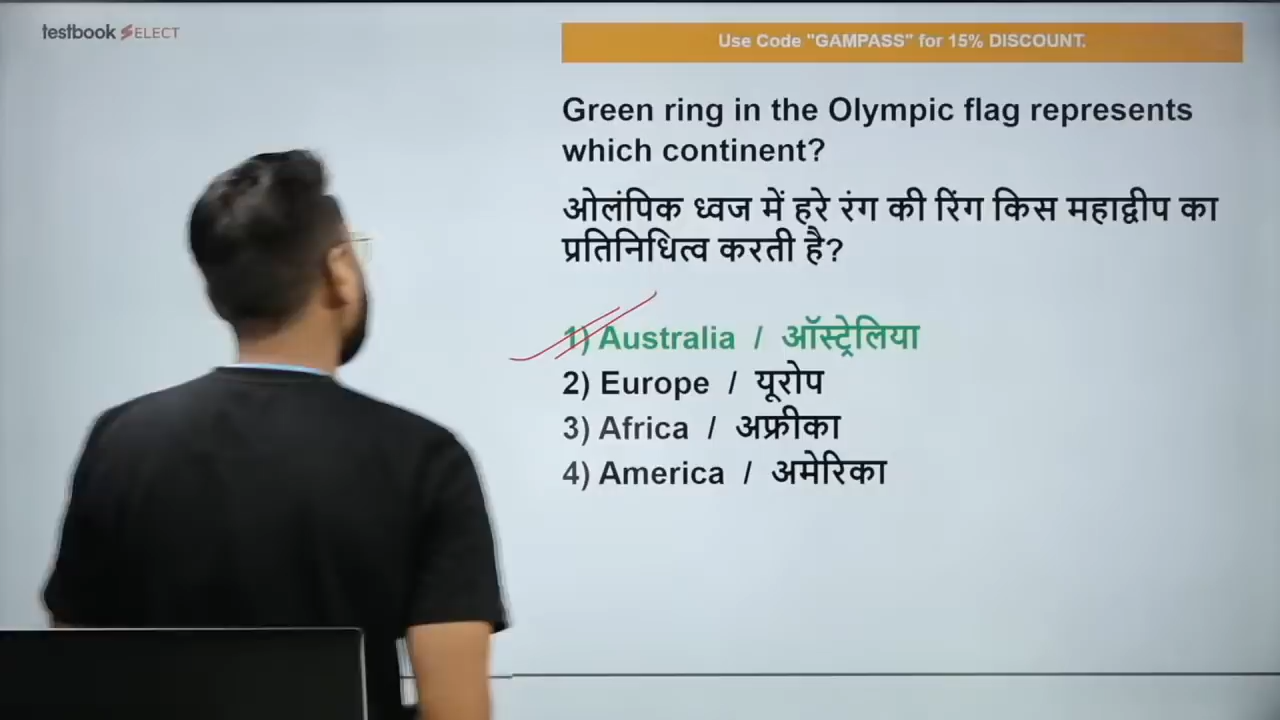 testbook SELECT
Use Code "GAMPASS" for 15% DISCOUNT.
Green ring in the Olympic flag represents
which continent?
ओलंपिक ध्वज में हरे रंग की रिंग किस महाद्वीप का
प्रतिनिधित्व करती है?
1) Australia / ऑस्ट्रेलिया
2) Europe / यूरोप
3) Africa / अफ्रीका
4) America / अमेरिका